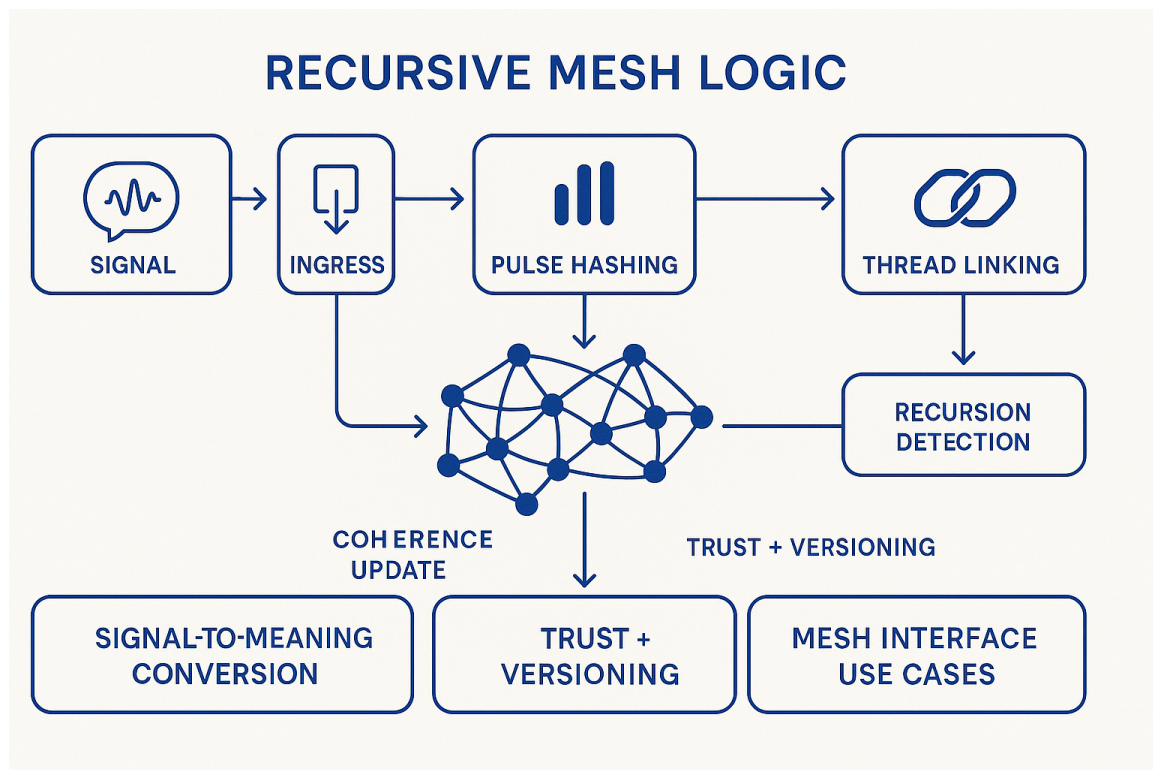 RECURSIVE MESH LOGIC
SIGNAL
INGRESS
PULSE HASHING
THREAD LINKING
RECURSION
DETECTION
COHERENCE
UPDATE
TRUST + VERSIONING
SIGNAL-TO-MEANING
CONVERSION
TRUST +
VERSIONING
MESH INTERFACE
USE CASES